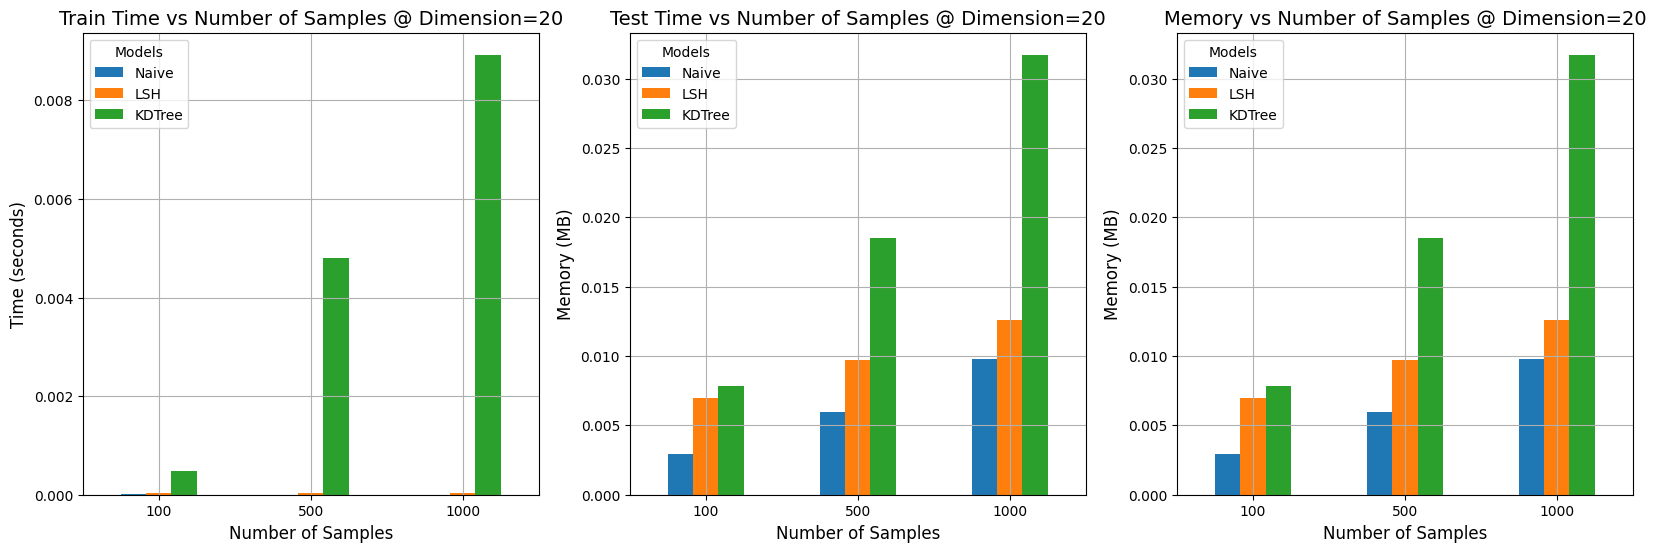 Train Time vs Number of Samples @ Dimension=20
Models
Naive
LSH
KDTree
Time (seconds)
0.008
0.006
0.004
0.002
0.000
100
500
1000
Number of Samples
Test Time vs Number of Samples @ Dimension=20
Models
Naive
LSH
KDTree
Memory (MB)
0.030
0.025
0.020
0.015
0.010
0.005
0.000
100
500
1000
Number of Samples
Memory vs Number of Samples @ Dimension=20
Models
Naive
LSH
KDTree
Memory (MB)
0.030
0.025
0.020
0.015
0.010
0.005
0.000
100
500
1000
Number of Samples